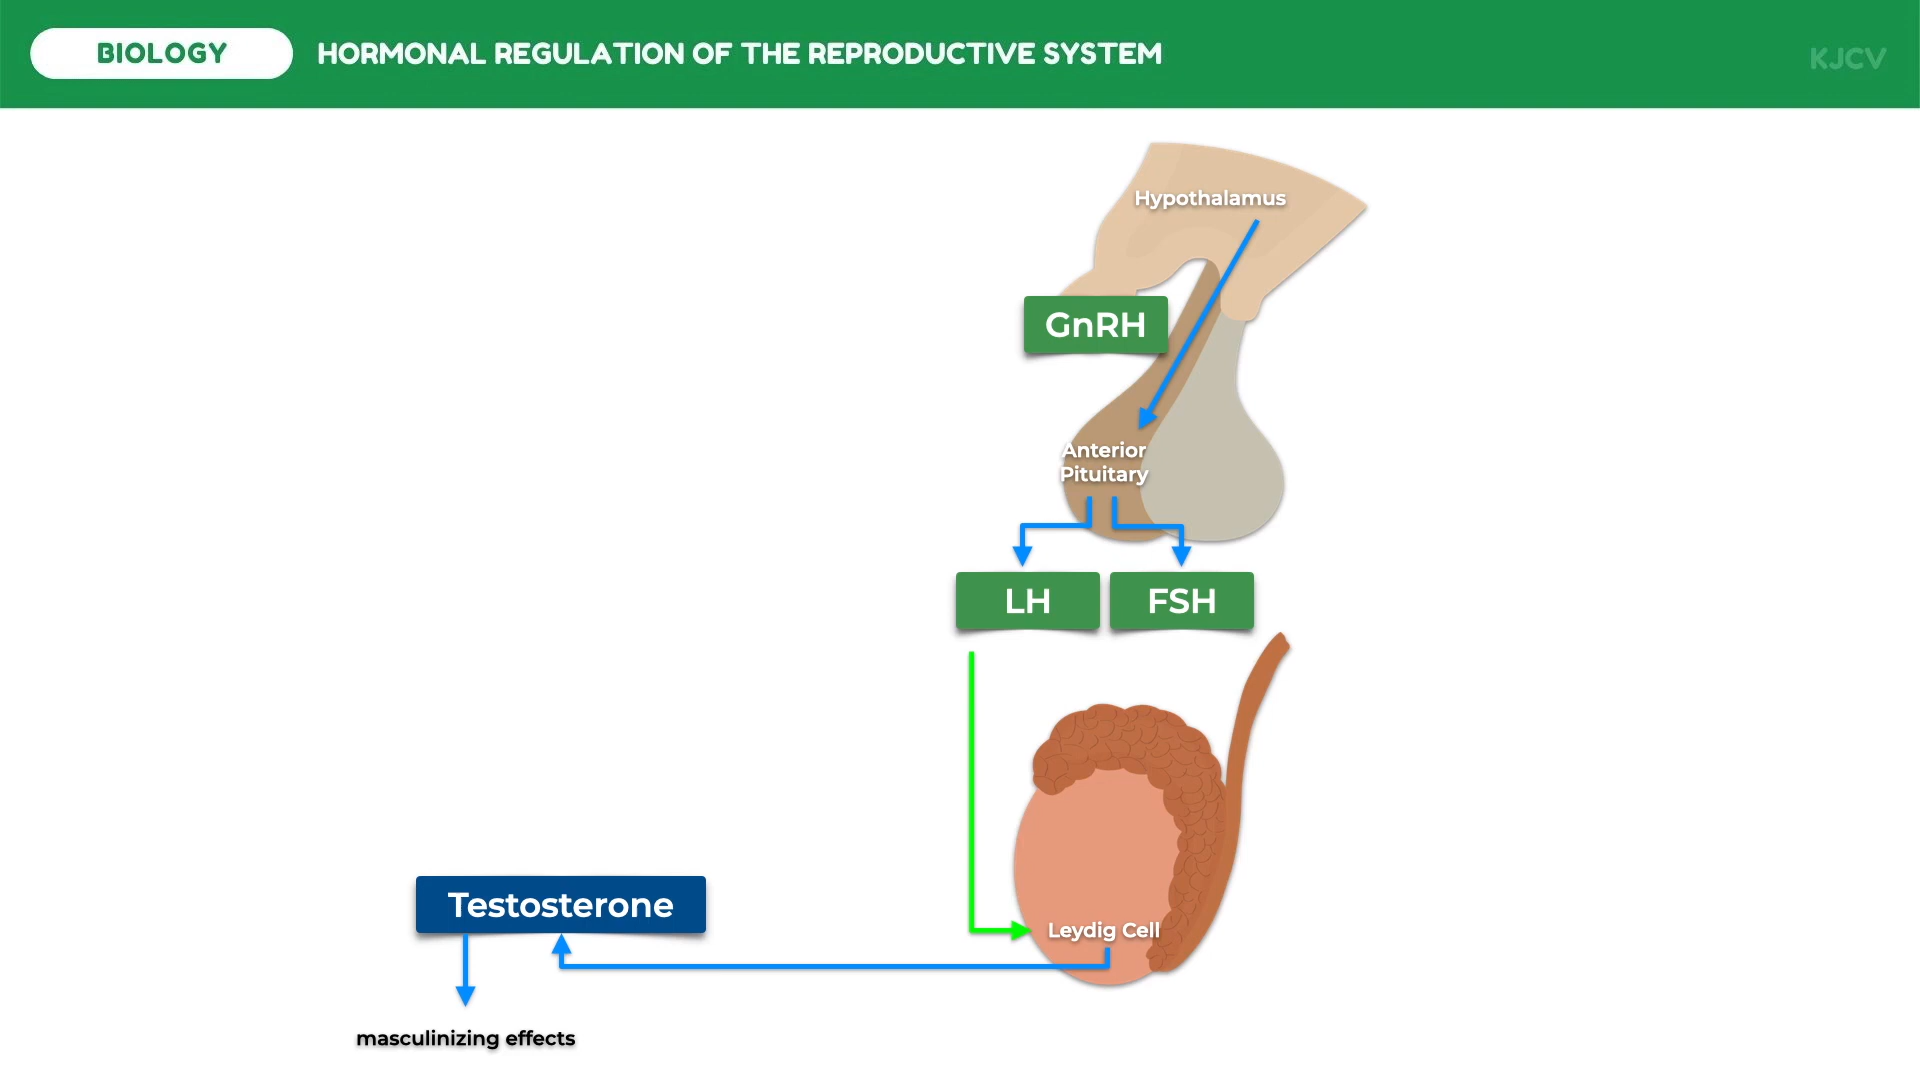 BIOLOGY
HORMONAL REGULATION OF THE REPRODUCTIVE SYSTEM
KJCV
Hypothalamus
GnRH
Anterior
Pituitary
LH
FSH
Testosterone
Leydig Cell
masculinizing effects